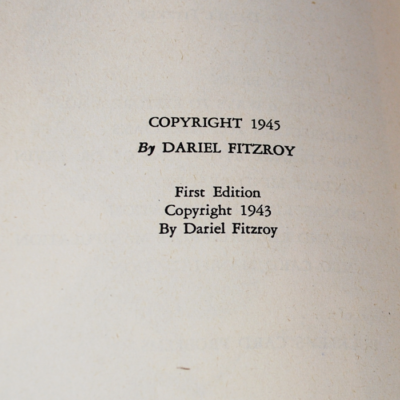 COPYRIGHT 1945
By DARIEL FITZROY
First Edition
Copyright 1943
By Dariel Fitzroy